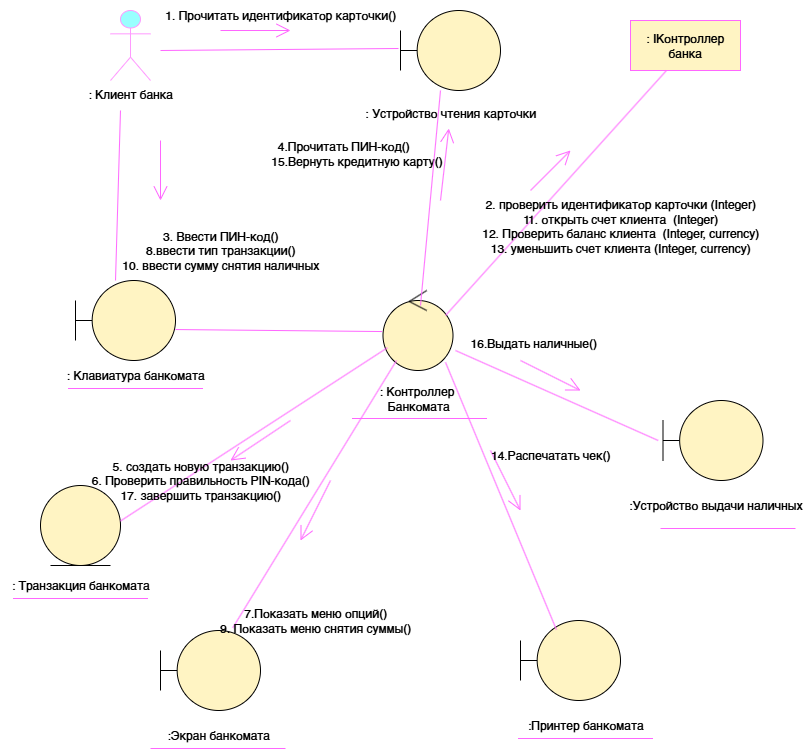 1. Прочитать идентификатор карточки()
: IКонтроллер
банка
: Клиент банка
: Устройство чтения карточки
4.Прочитать ПИН-код()
15.Вернуть кредитную карту()
2. проверить идентификатор карточки (Integer)
11. открыть счет клиента (Integer)
12. Проверить баланс клиента (Integer, currency)
13. уменьшить счет клиента (Integer, currency)
3. Ввести ПИН-код()
8.ввести тип транзакции()
10. ввести сумму снятия наличных
16.Выдать наличные()
: Клавиатура банкомата
: Контроллер
Банкомата
14.Распечатать чек()
5. создать новую транзакцию()
6. Проверить правильность PIN-кода()
17. завершить транзакцию()
:Устройство выдачи наличных
: Транзакция банкомата
7.Показать меню опций()
9. Показать меню снятия суммы()
:Экран банкомата
:Принтер банкомата